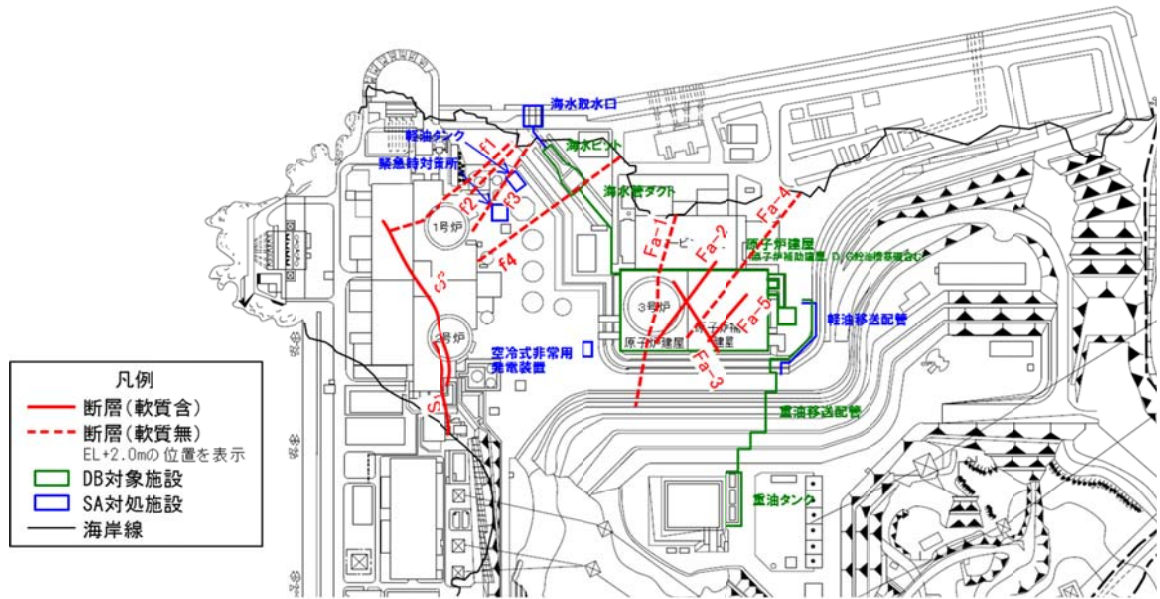 海水取水口
軽油タンク
緊急時対策所
海水ピット
海水管ダクト
f1
f2
f3
f4
1号炉
2号炉
3号炉
Fa-1
Fa-2
Fa-3
Fa-4
Fa-5
原子炉建屋
原子炉建屋
軽油移送配管
空冷式非常用
発電装置
重油移送配管
重油タンク
凡例
断層(軟質含)
断層(軟質無)
EL+2.0mの位置を表示
DB対象施設
SA対処施設
海岸線